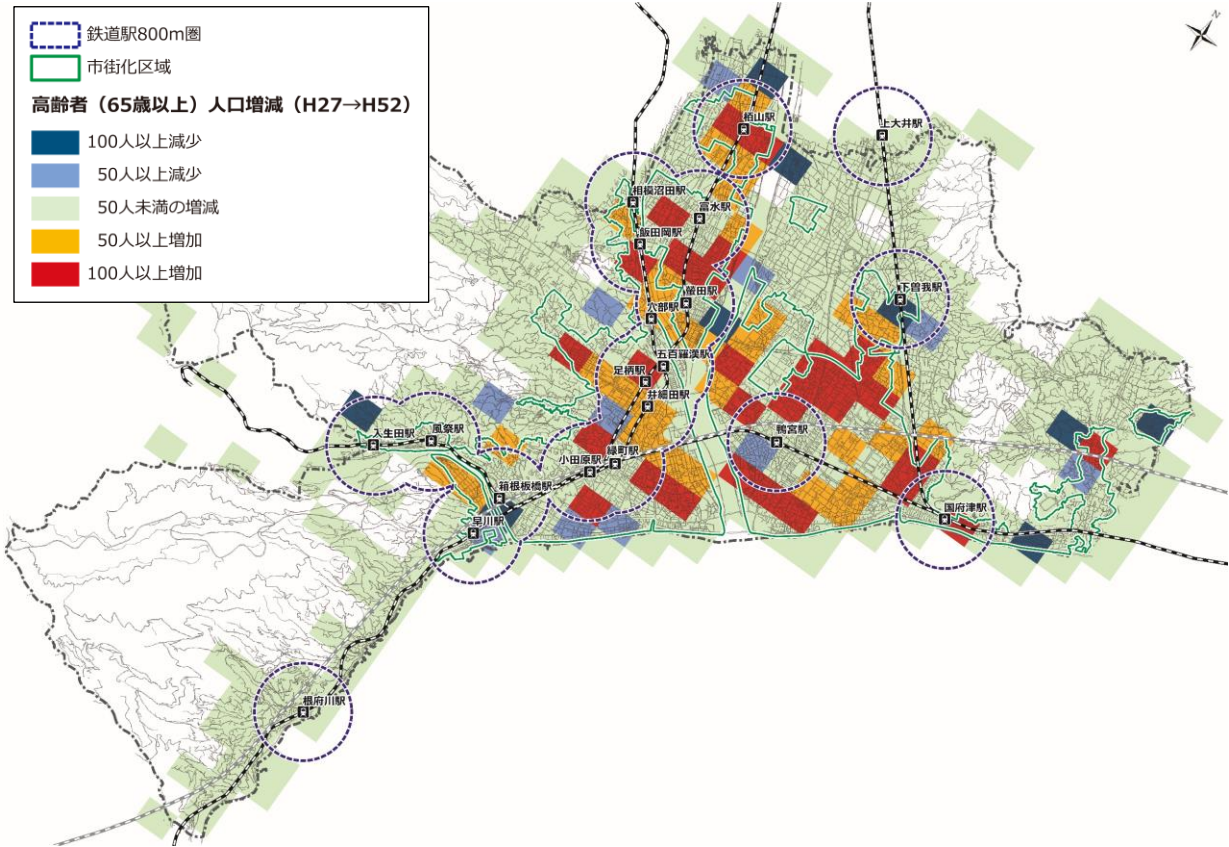 鉄道駅800m圏
市街化区域
高齢者（65歳以上）人口増減（H27→H52）
100人以上減少
50人以上減少
50人未満の増減
50人以上増加
100人以上増加
N
栢山駅
上大井駅
相模沼田駅
富水駅
飯田岡駅
下曽我駅
螢田駅
穴部駅
五百羅漢駅
足柄駅
井細田駅
入生田駅
風祭駅
鴨宮駅
緑町駅
小田原駅
箱根板橋駅
早川駅
国府津駅
根府川駅